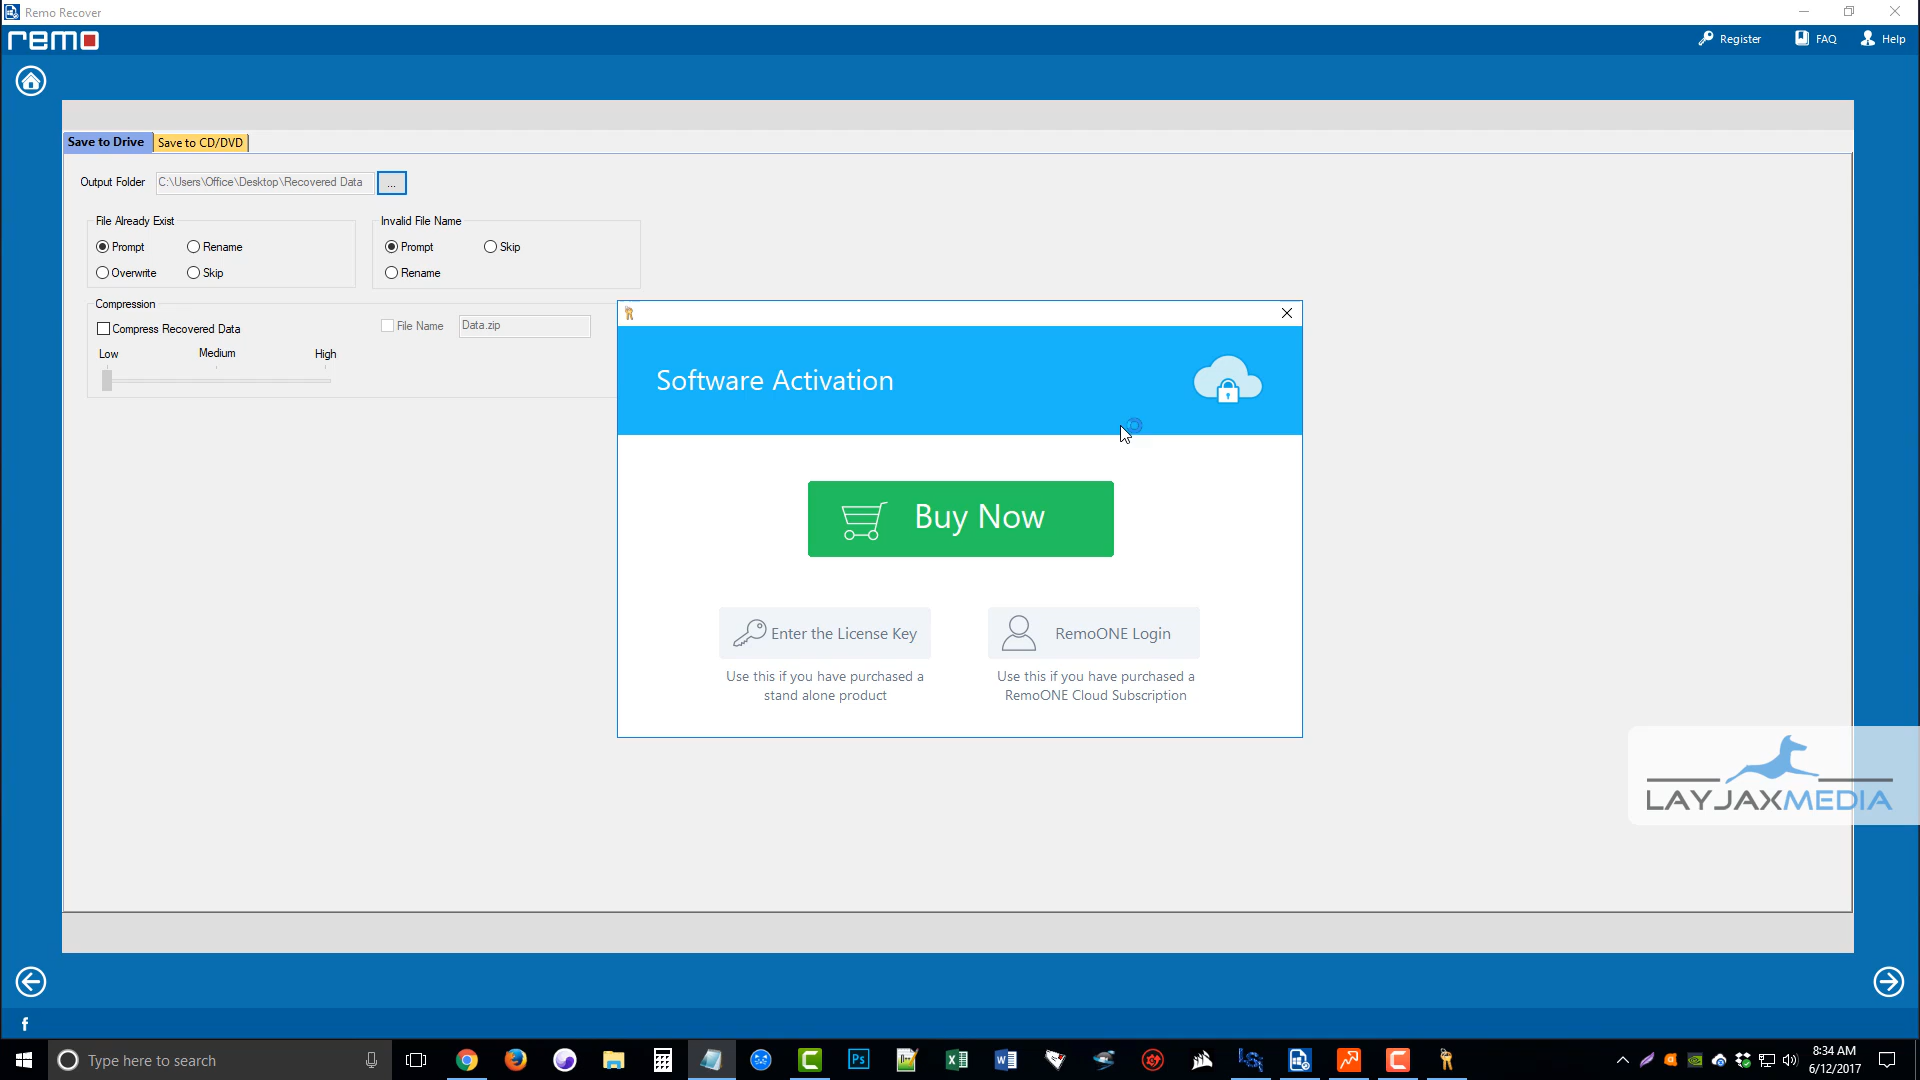 Remo Recover
remo
Register
FAQ
Help
Save to Drive
Save to CD/DVD
Output Folder
C:\Users\Office\Desktop\Recovered Data
...
File Already Exist
Prompt
Rename
Overwrite
Skip
Invalid File Name
Prompt
Skip
Rename
Compression
Compress Recovered Data
File Name
Data.zip
Low
Medium
High
Software Activation
Buy Now
Enter the License Key
Use this if you have purchased a
stand alone product
RemoONE Login
Use this if you have purchased a
RemoONE Cloud Subscription
LAYJAXMEDIA
f
Type here to search
Ps
8:34 AM
6/12/2017